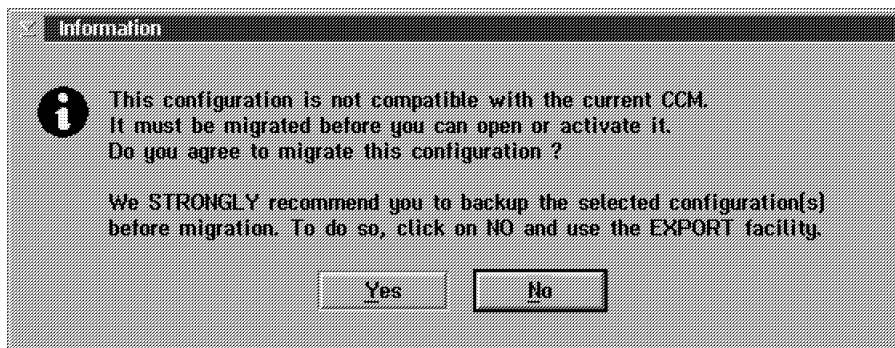 Information
This configuration is not compatible with the current CCM.
It must be migrated before you can open or activate it.
Do you agree to migrate this configuration ?
We STRONGLY recommend you to backup the selected configuration(s)
before migration. To do so, click on NO and use the EXPORT facility.
Yes No